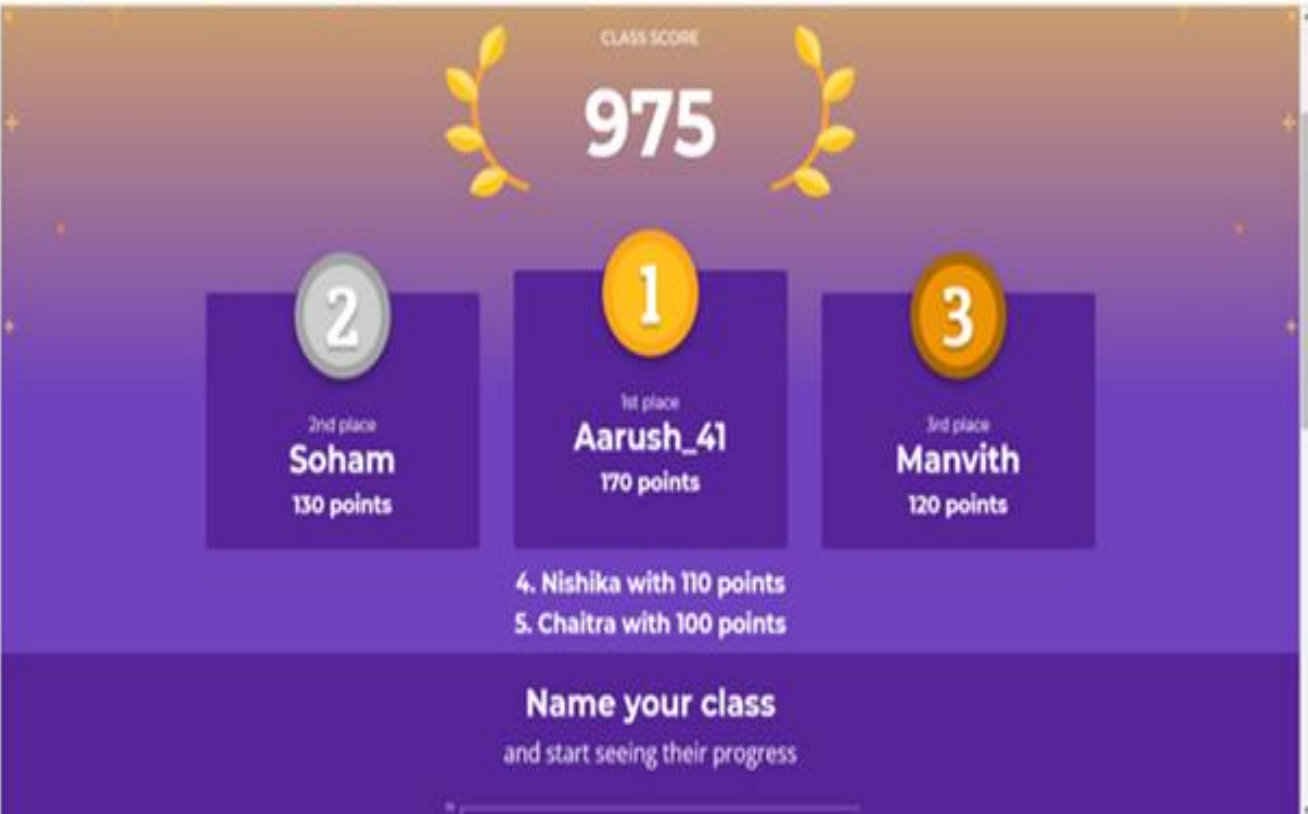 CLASS SCORE
975
1
1st place
Aarush_41
170 points
2
2nd place
Soham
130 points
3
3rd place
Manvith
120 points
4. Nishika with 110 points
5. Chaitra with 100 points
Name your class
and start seeing their progress